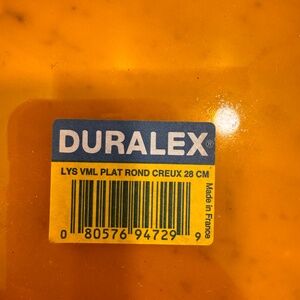 DURALEX®
LYS VML PLAT ROND CREUX 28 CM
Made in France
0 80576 94729 9